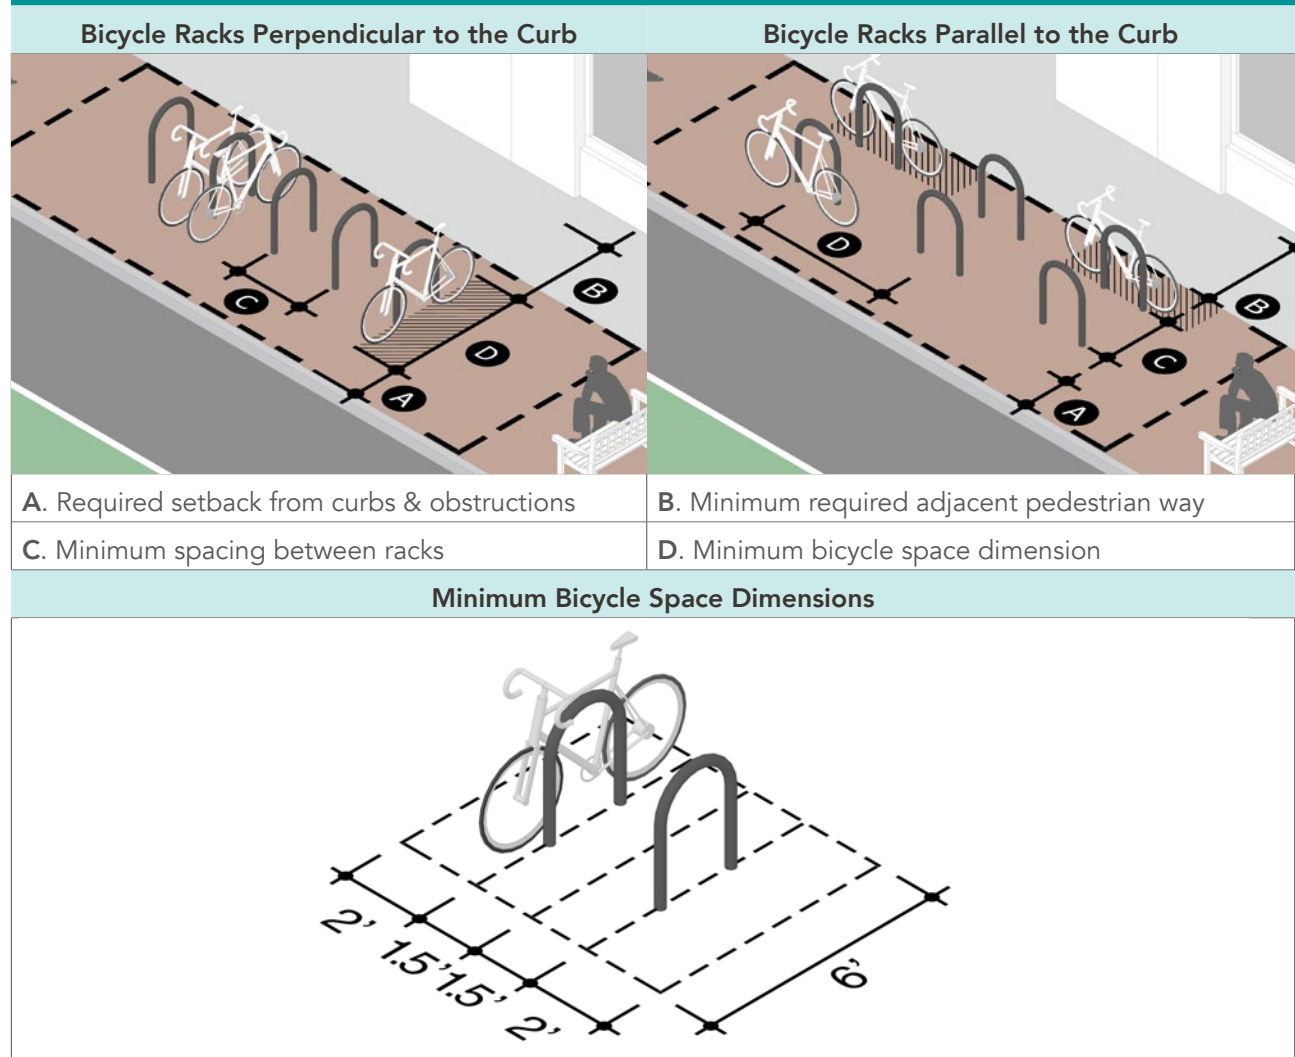 Bicycle Racks Perpendicular to the Curb
Bicycle Racks Parallel to the Curb
C
B
D
A
D
B
C
A
A. Required setback from curbs & obstructions
B. Minimum required adjacent pedestrian way
C. Minimum spacing between racks
D. Minimum bicycle space dimension
Minimum Bicycle Space Dimensions
2' 1.5' 1.5' 2'
6'